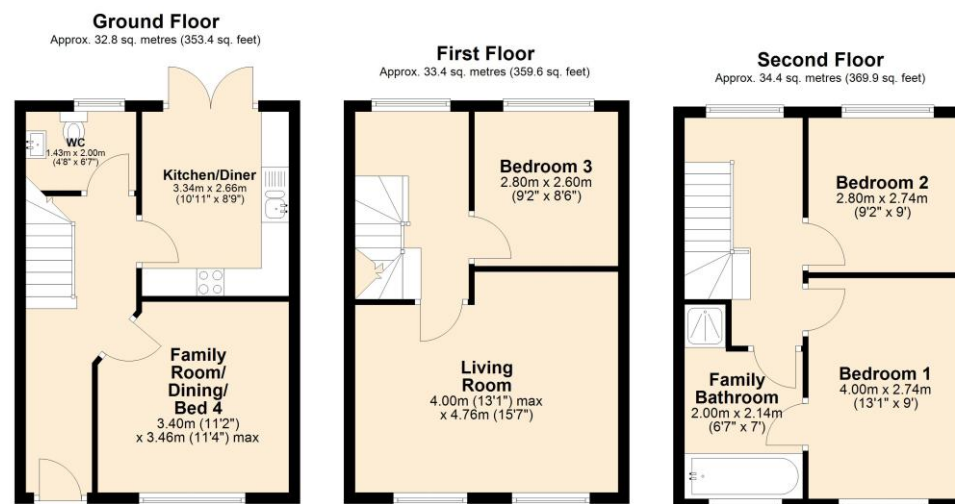 Ground Floor
Approx. 32.8 sq. metres (353.4 sq. feet)
WC
1.43m x 2.00m
(4'8" x 6'7")
Kitchen/Diner
3.34m x 2.66m
(10'11" x 8'9")
Family
Room/
Dining/
Bed 4
3.40m (11'2")
x 3.46m (11'4") max
First Floor
Approx. 33.4 sq. metres (359.6 sq. feet)
Bedroom 3
2.80m x 2.60m
(9'2" x 8'6")
Living
Room
4.00m (13'1") max
x 4.76m (15'7")
Second Floor
Approx. 34.4 sq. metres (369.9 sq. feet)
Bedroom 2
2.80m x 2.74m
(9'2" x 9')
Bedroom 1
4.00m x 2.74m
(13'1" x 9')
Family
Bathroom
2.00m x 2.14m
(6'7" x 7')